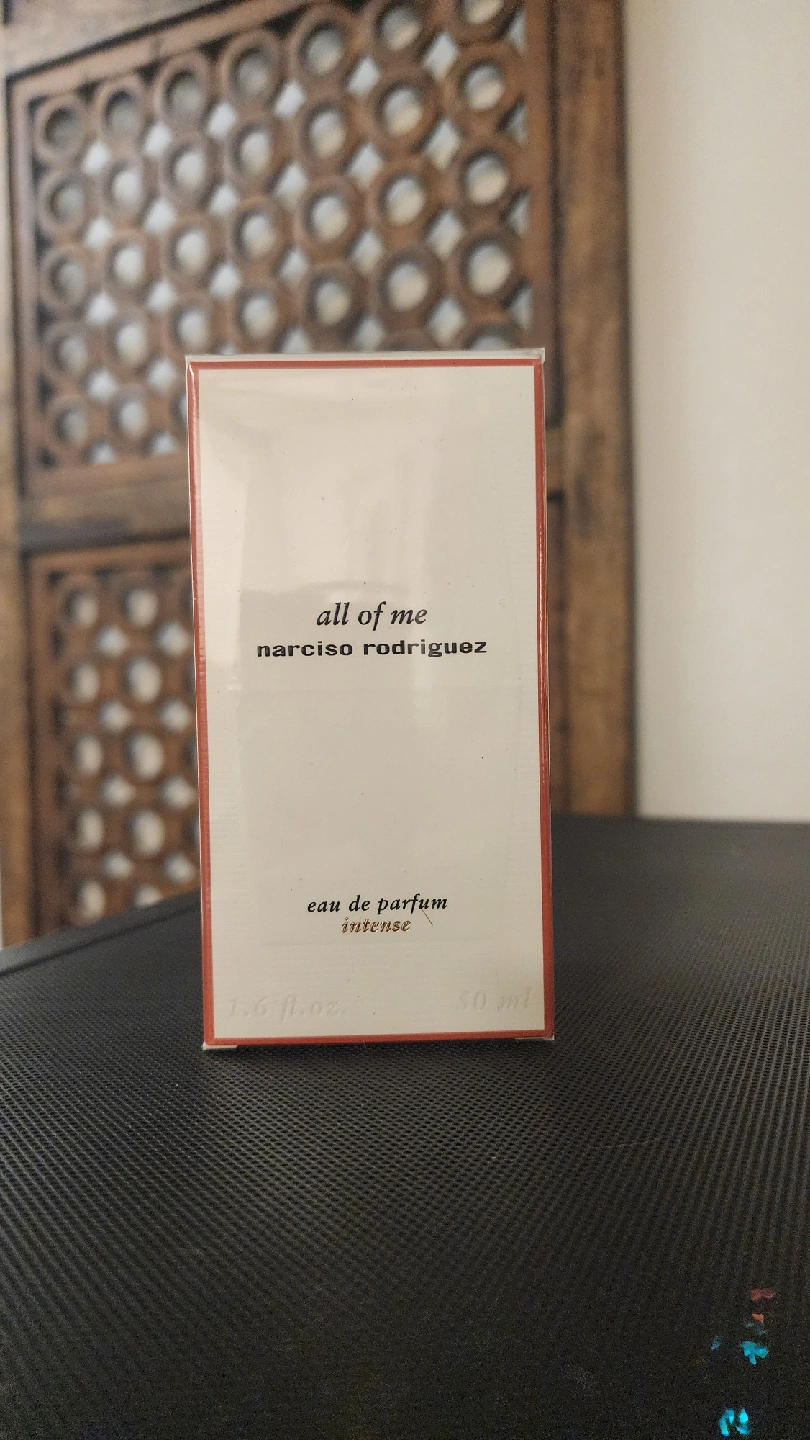 all of me
narciso rodriguez
eau de parfum
intense
1.6 fl.oz. 50 ml